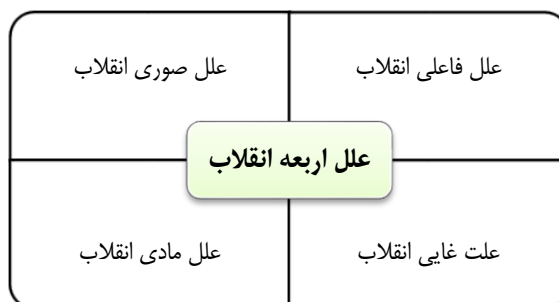 علل فاعلی انقلاب
علل صوری انقلاب
علل اربعه انقلاب
علت غایی انقلاب
علل مادی انقلاب